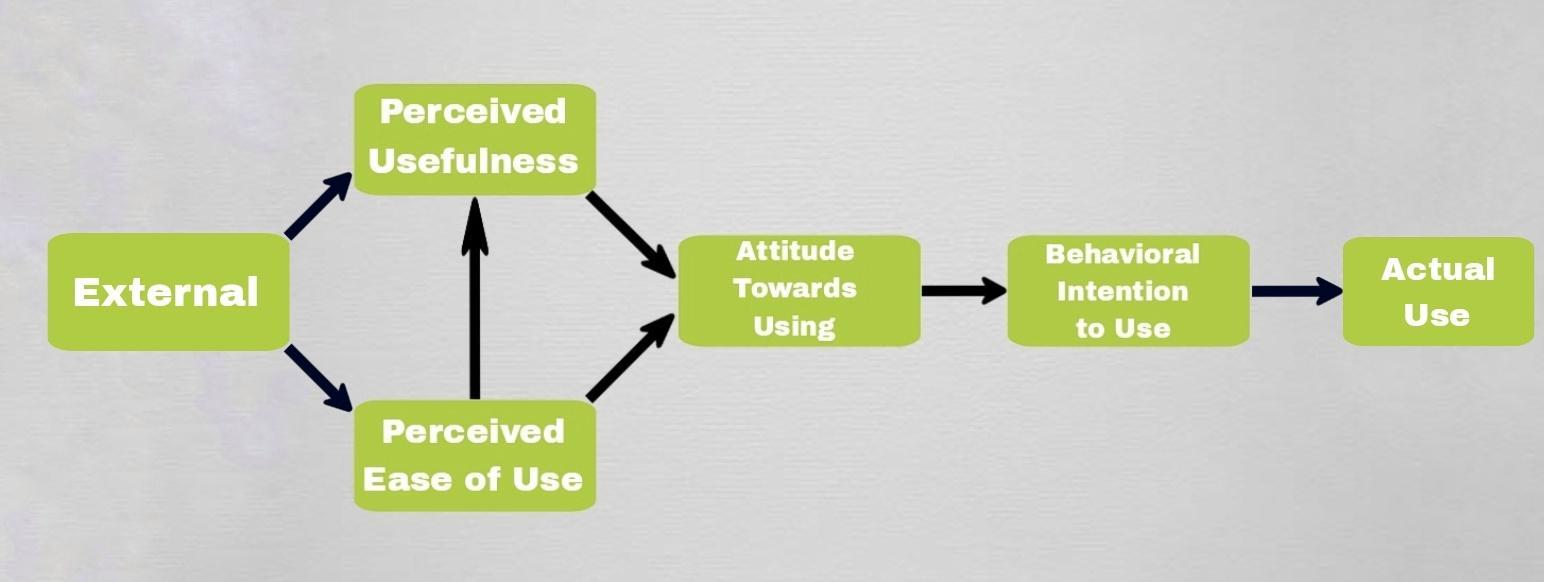 Perceived
Usefulness
External
Perceived
Ease of Use
Attitude
Towards
Using
Behavioral
Intention
to Use
Actual
Use